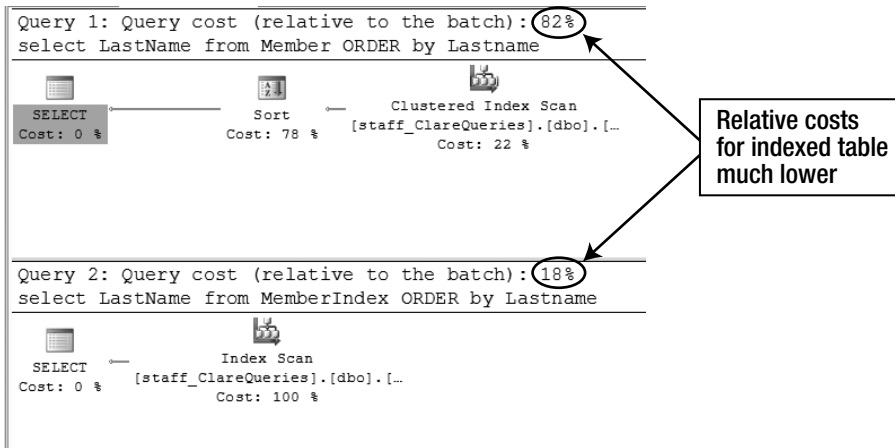 Query 1: Query cost (relative to the batch): 82%
select LastName from Member ORDER by Lastname
SELECT
Cost: 0 %
Sort
Cost: 78 %
Clustered Index Scan
[staff_ClareQueries].[dbo].[…
Cost: 22 %
Relative costs
for indexed table
much lower
Query 2: Query cost (relative to the batch): 18%
select LastName from MemberIndex ORDER by Lastname
SELECT
Cost: 0 %
Index Scan
[staff_ClareQueries].[dbo].[…
Cost: 100 %